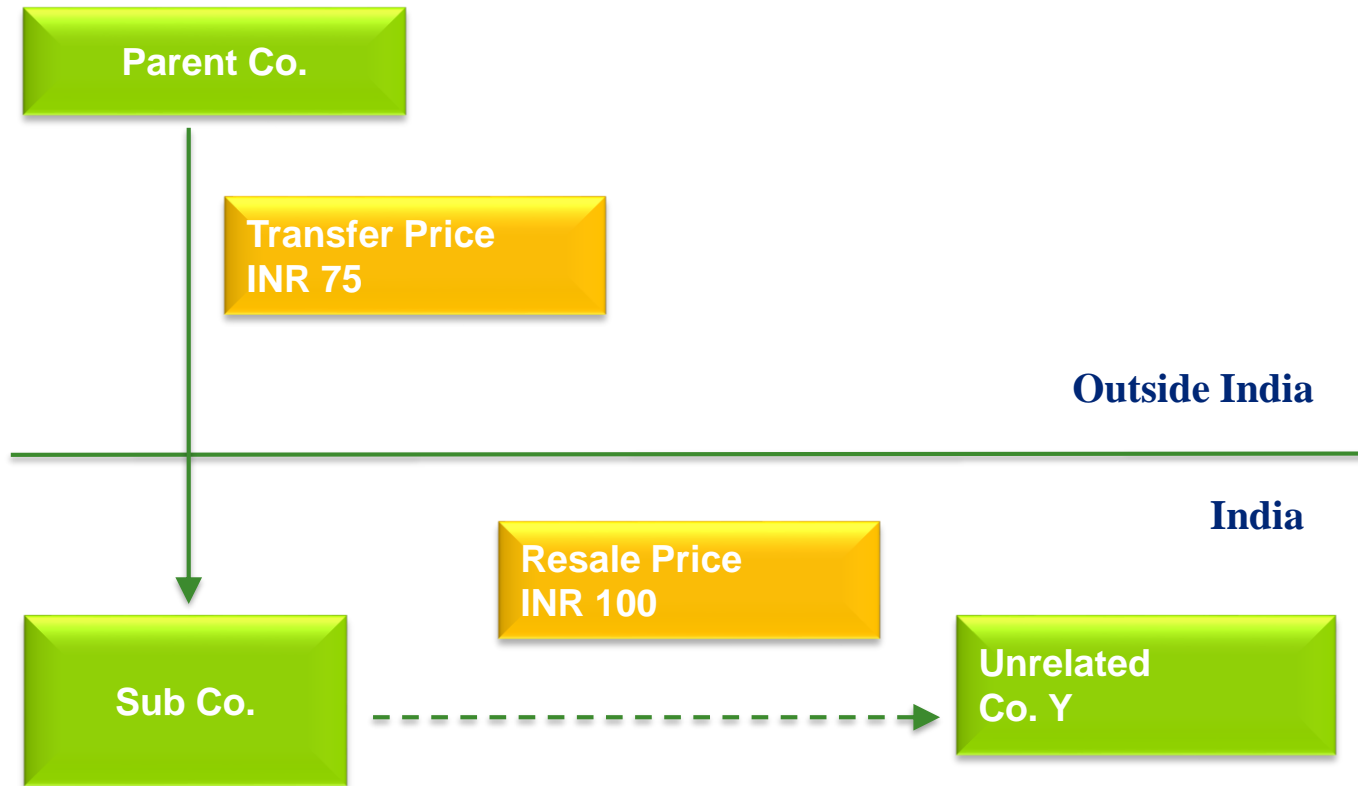 Parent Co.
Transfer Price
INR 75
Outside India
India
Resale Price
INR 100
Sub Co.
Unrelated
Co. Y